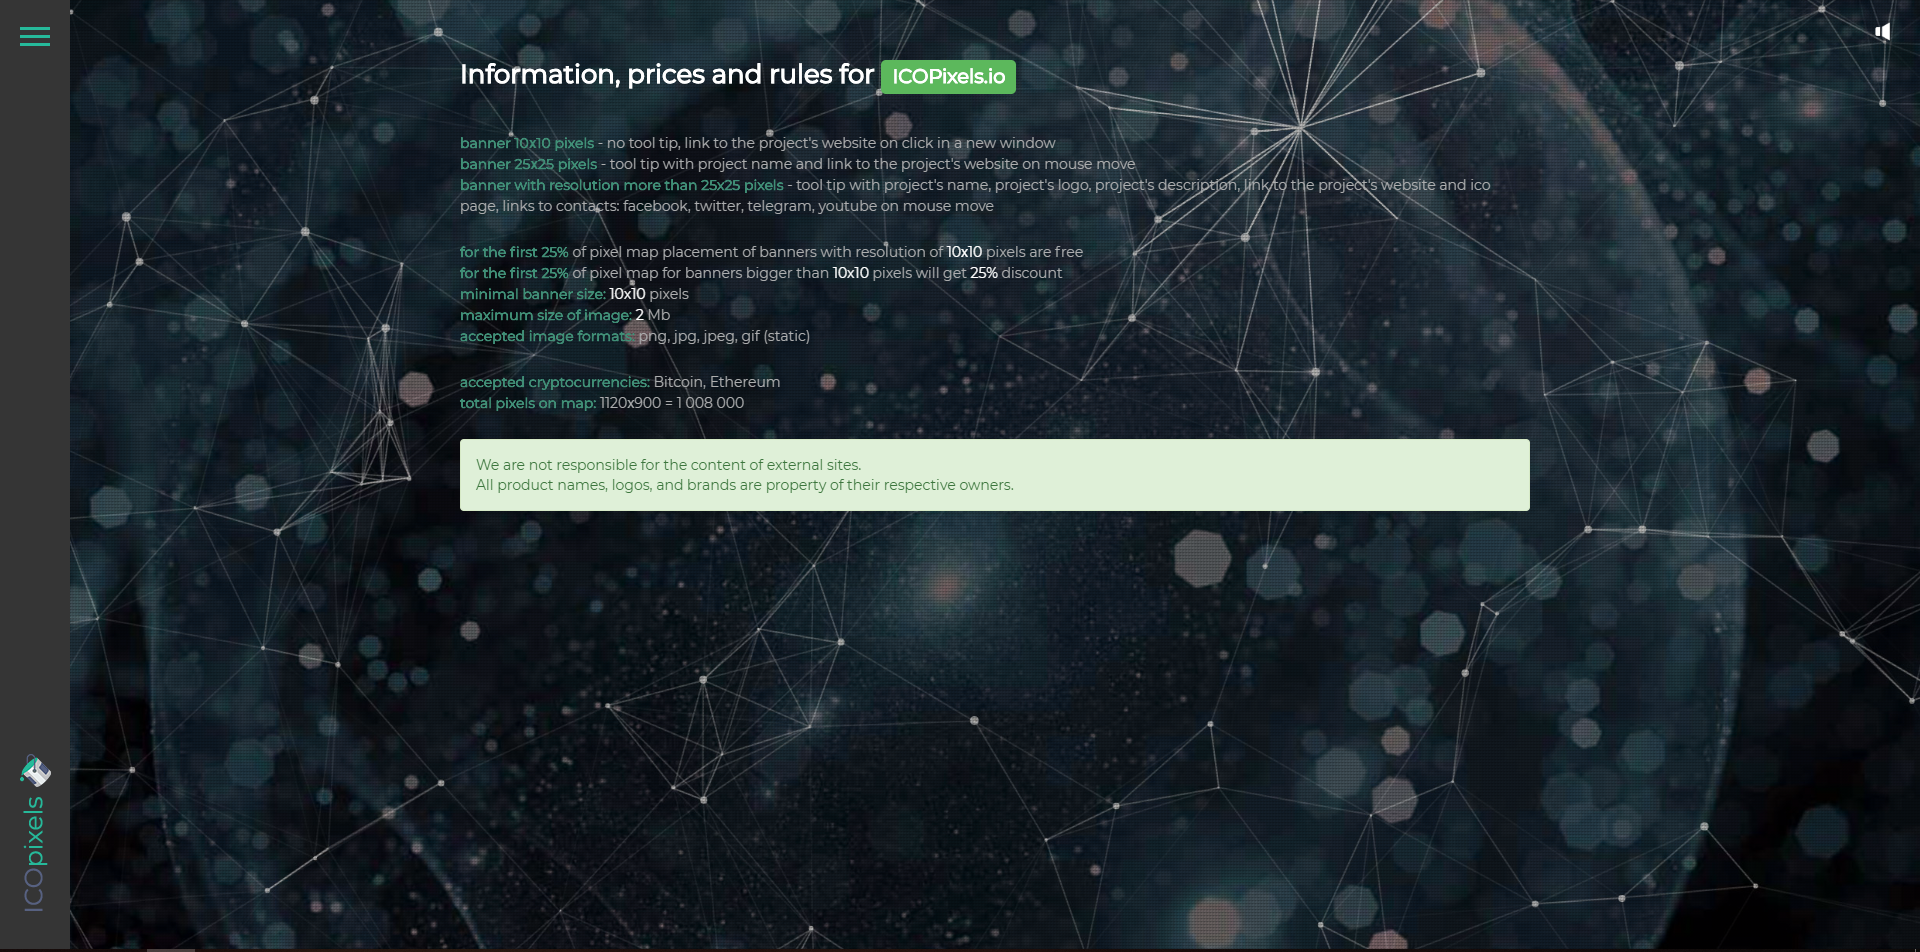 Information, prices and rules for ICOPixels.io
banner 10x10 pixels - no tool tip, link to the project's website on click in a new window
banner 25x25 pixels - tool tip with project name and link to the project's website on mouse move
banner with resolution more than 25x25 pixels - tool tip with project's name, project's logo, project's description, link to the project's website and ico
page, links to contacts: facebook, twitter, telegram, youtube on mouse move
for the first 25% of pixel map placement of banners with resolution of 10x10 pixels are free
for the first 25% of pixel map for banners bigger than 10x10 pixels will get 25% discount
minimal banner size: 10x10 pixels
maximum size of image: 2 Mb
accepted image formats: png, jpg, jpeg, gif (static)
accepted cryptocurrencies: Bitcoin, Ethereum
total pixels on map: 1120x900 = 1 008 000
We are not responsible for the content of external sites.
All product names, logos, and brands are property of their respective owners.
ICOpixels